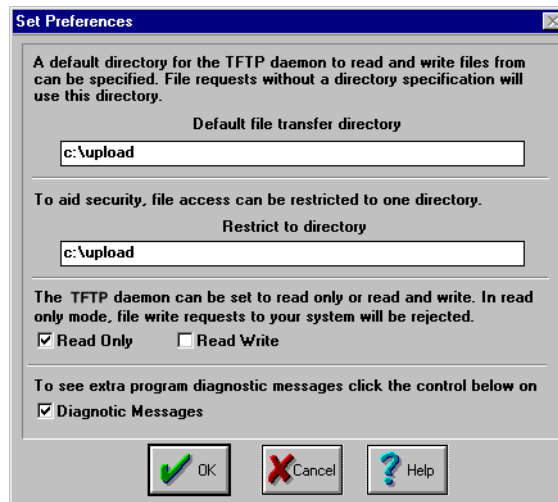 Set Preferences
A default directory for the TFTP daemon to read and write files from
can be specified. File requests without a directory specification will
use this directory.
Default file transfer directory
c:\upload
To aid security, file access can be restricted to one directory.
Restrict to directory
c:\upload
The TFTP daemon can be set to read only or read and write. In read
only mode, file write requests to your system will be rejected.
Read Only Read Write
To see extra program diagnostic messages click the control below on
Diagnotic Messages
OK Cancel Help